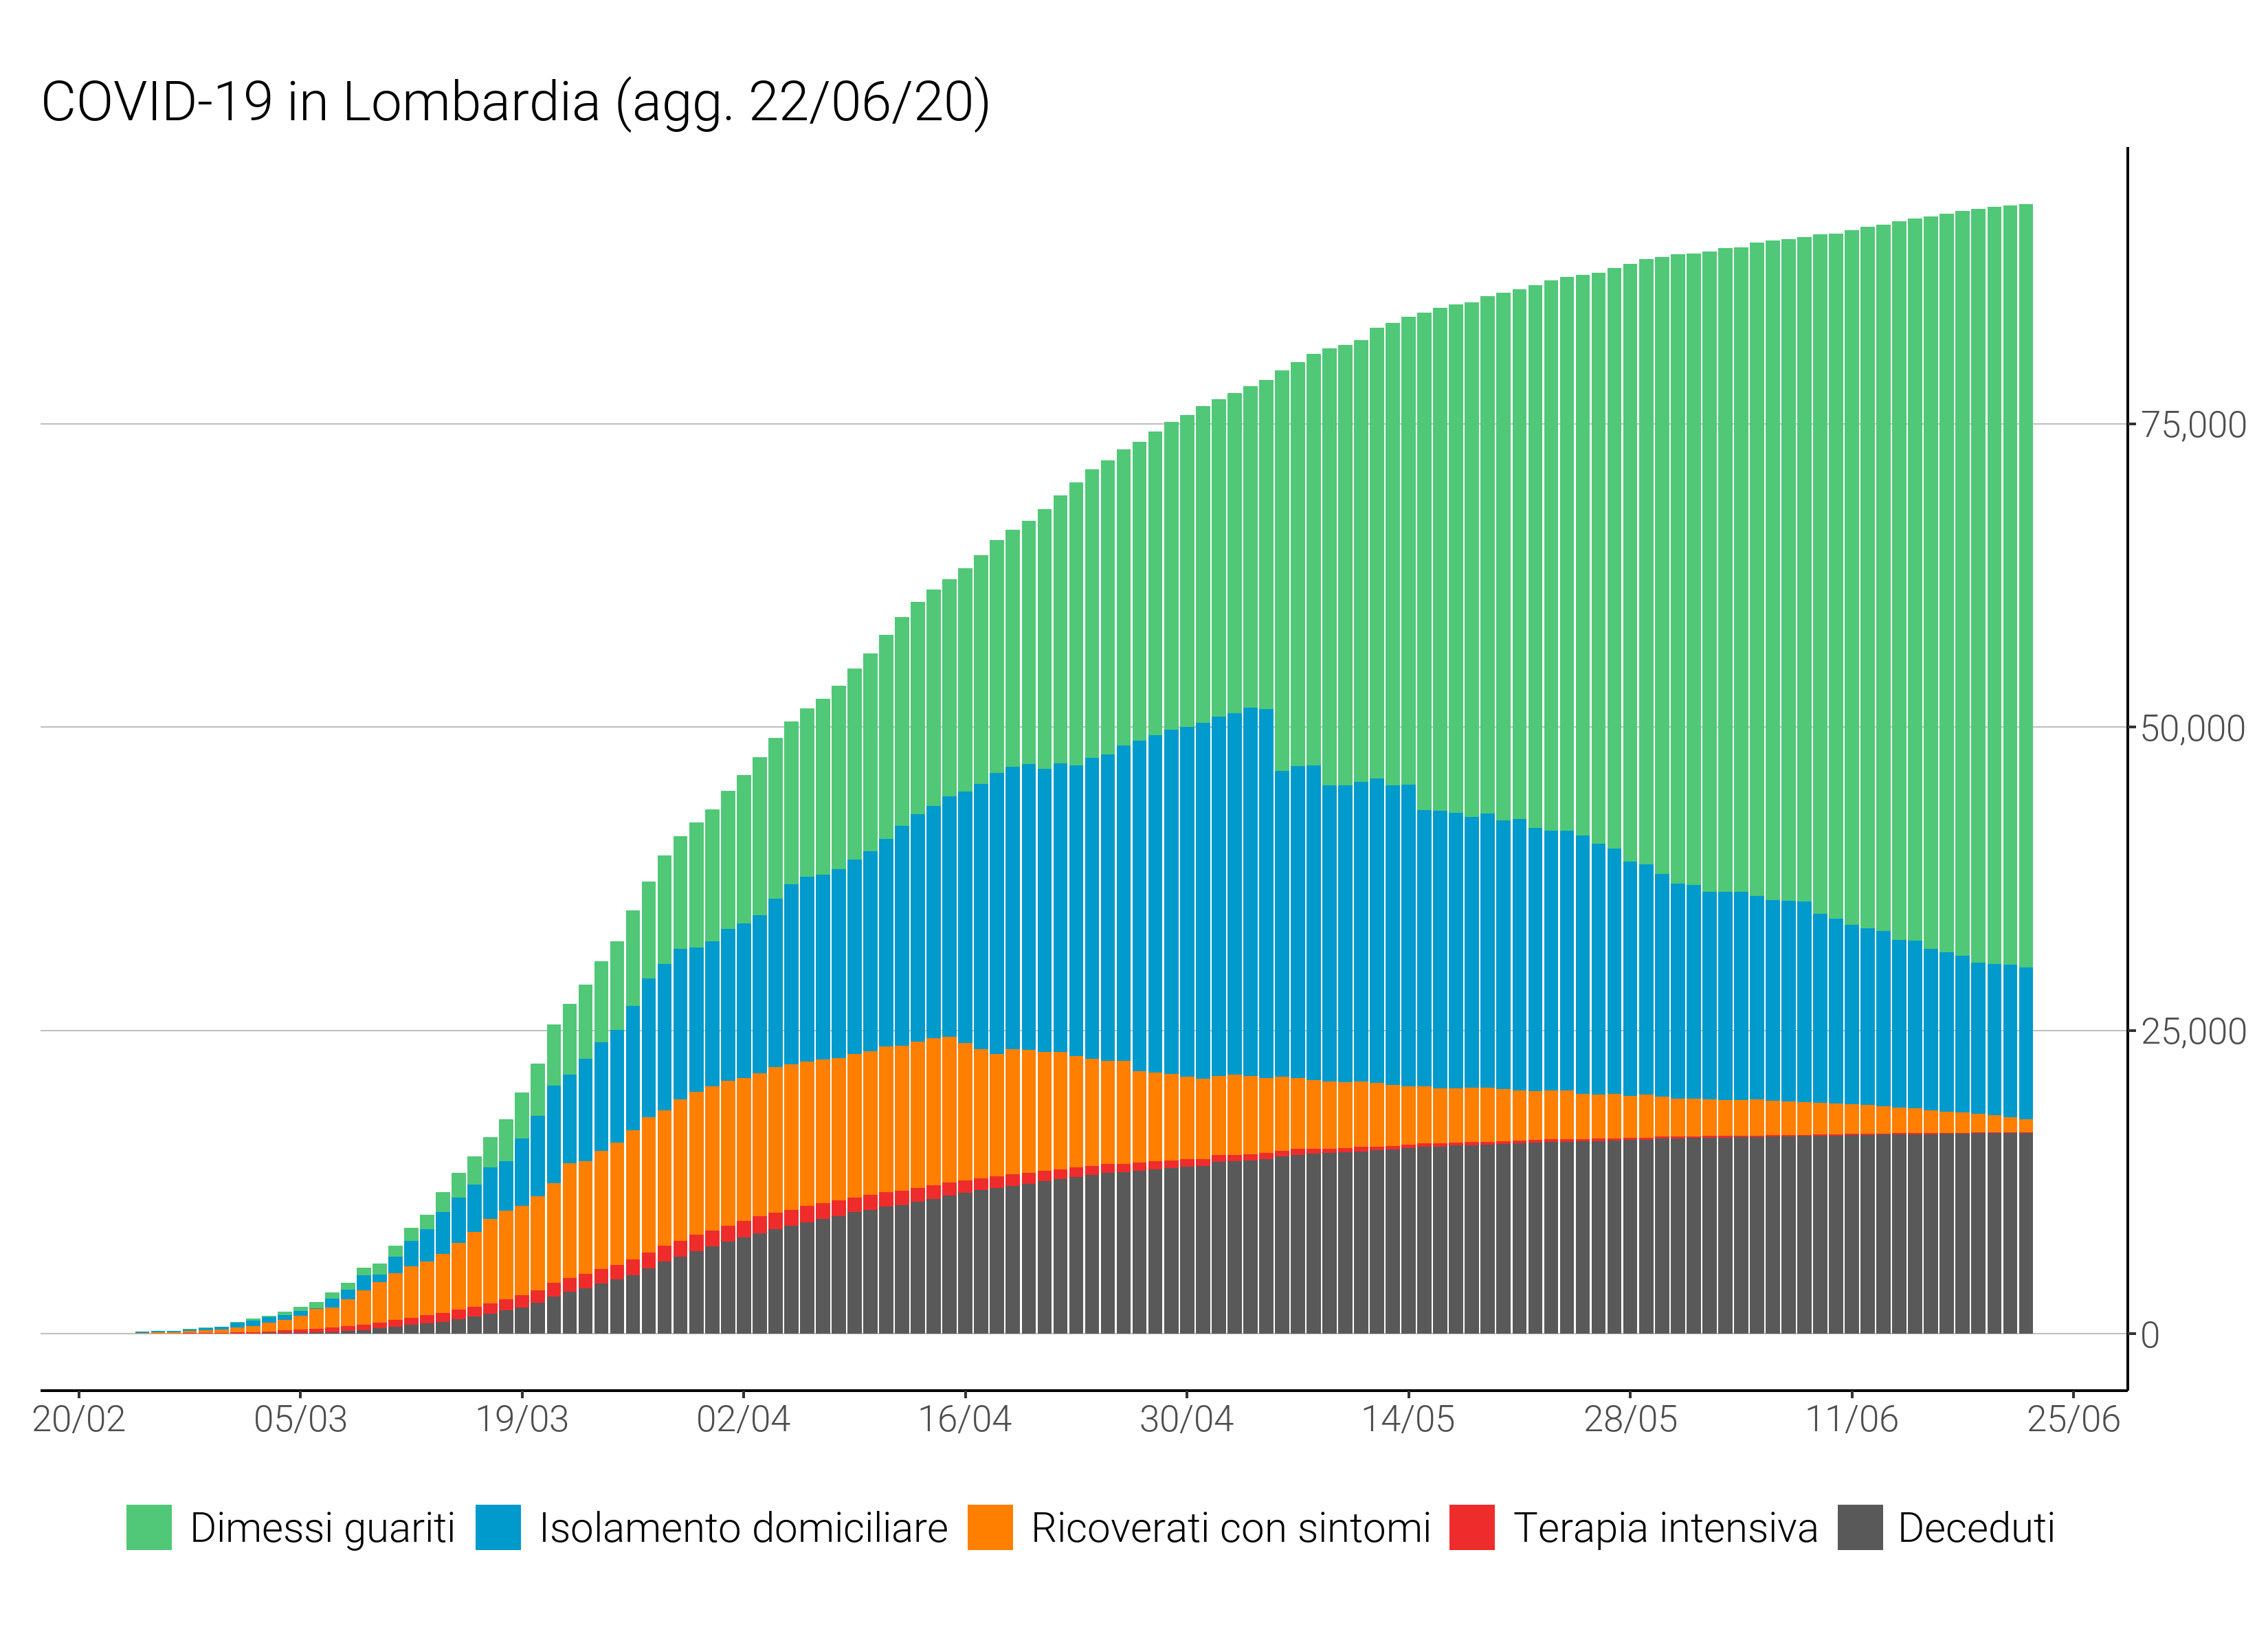 COVID-19 in Lombardia (agg. 22/06/20)
75,000
50,000
25,000
0
20/02 05/03 19/03 02/04 16/04 30/04 14/05 28/05 11/06 25/06
Dimessi guariti Isolamento domiciliare Ricoverati con sintomi Terapia intensiva Deceduti